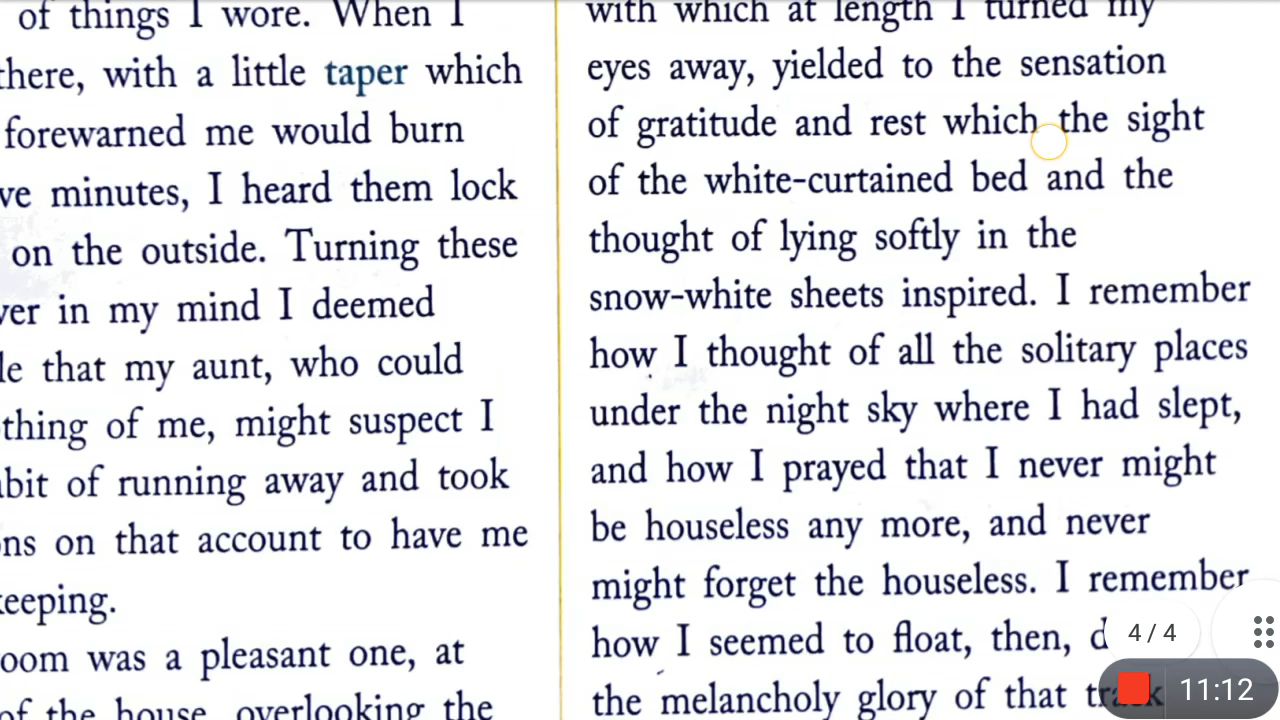 of things I wore. When I
there, with a little taper which
forewarned me would burn
ve minutes, I heard them lock
on the outside. Turning these
ver in my mind I deemed
le that my aunt, who could
thing of me, might suspect I
bit of running away and took
ns on that account to have me
keeping.
oom was a pleasant one, at
of the house, overlooking the
with which at length I turned my
eyes away, yielded to the sensation
of gratitude and rest which the sight
of the white-curtained bed and the
thought of lying softly in the
snow-white sheets inspired. I remember
how I thought of all the solitary places
under the night sky where I had slept,
and how I prayed that I never might
be houseless any more, and never
might forget the houseless. I remember
how I seemed to float, then, d
the melancholy glory of that track
4 / 4
11:12